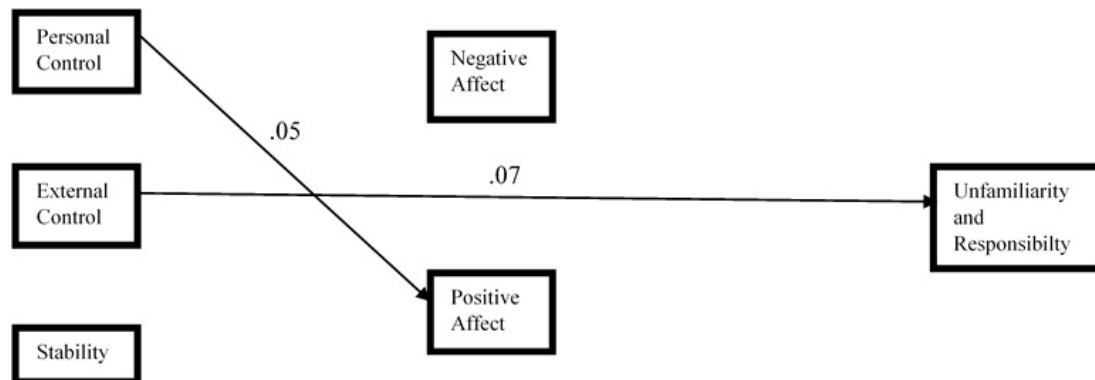 Personal
Control
Negative
Affect
.05
External
Control
.07
Unfamiliarity
and
Responsibilty
Positive
Affect
Stability